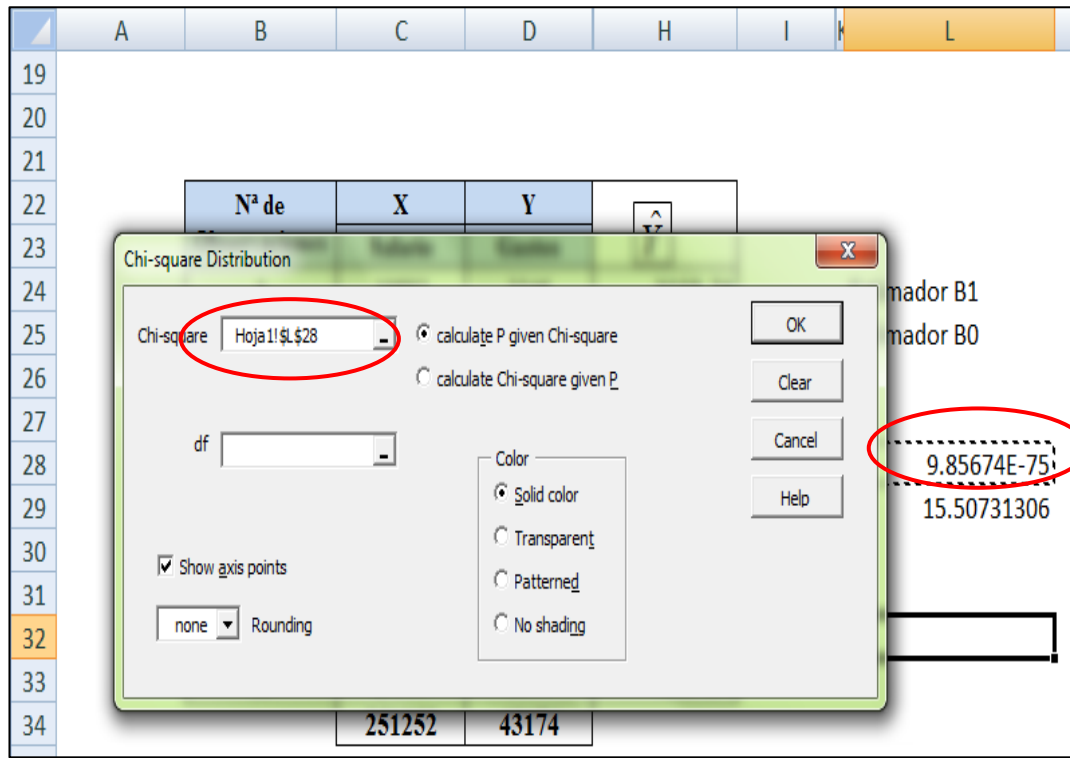 A B C D H I K L
19
20
21
22 Nª de X Y Ŷ
23
Chi-square Distribution
24 mador B1
Chi-square Hoja1!$L$28 calculate P given Chi-square OK
25 mador B0
calculate Chi-square given P Clear
26
27
df Cancel
28 9.85674E-75
Color
Solid color Help
29 15.50731306
Transparent
30
Show axis points
31 Patterned
none Rounding No shading
32
33
34 251252 43174